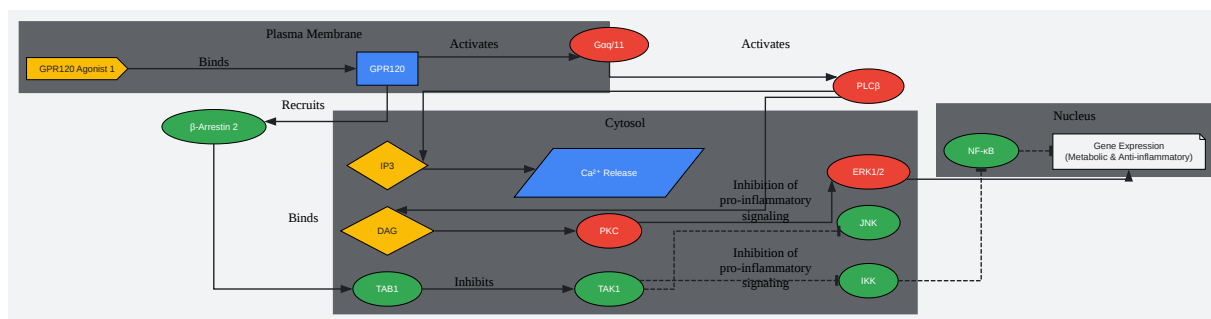 Plasma Membrane
GPR120 Agonist 1
Binds
GPR120
Activates
Gαq/11
Activates
PLCβ
Recruits
β-Arrestin 2
Cytosol
Nucleus
IP3
Ca²⁺ Release
ERK1/2
NF-κB
Gene Expression
(Metabolic & Anti-inflammatory)
Inhibition of
pro-inflammatory
signaling
Binds
DAG
PKC
JNK
Inhibition of
pro-inflammatory
signaling
TAB1
Inhibits
TAK1
IKK